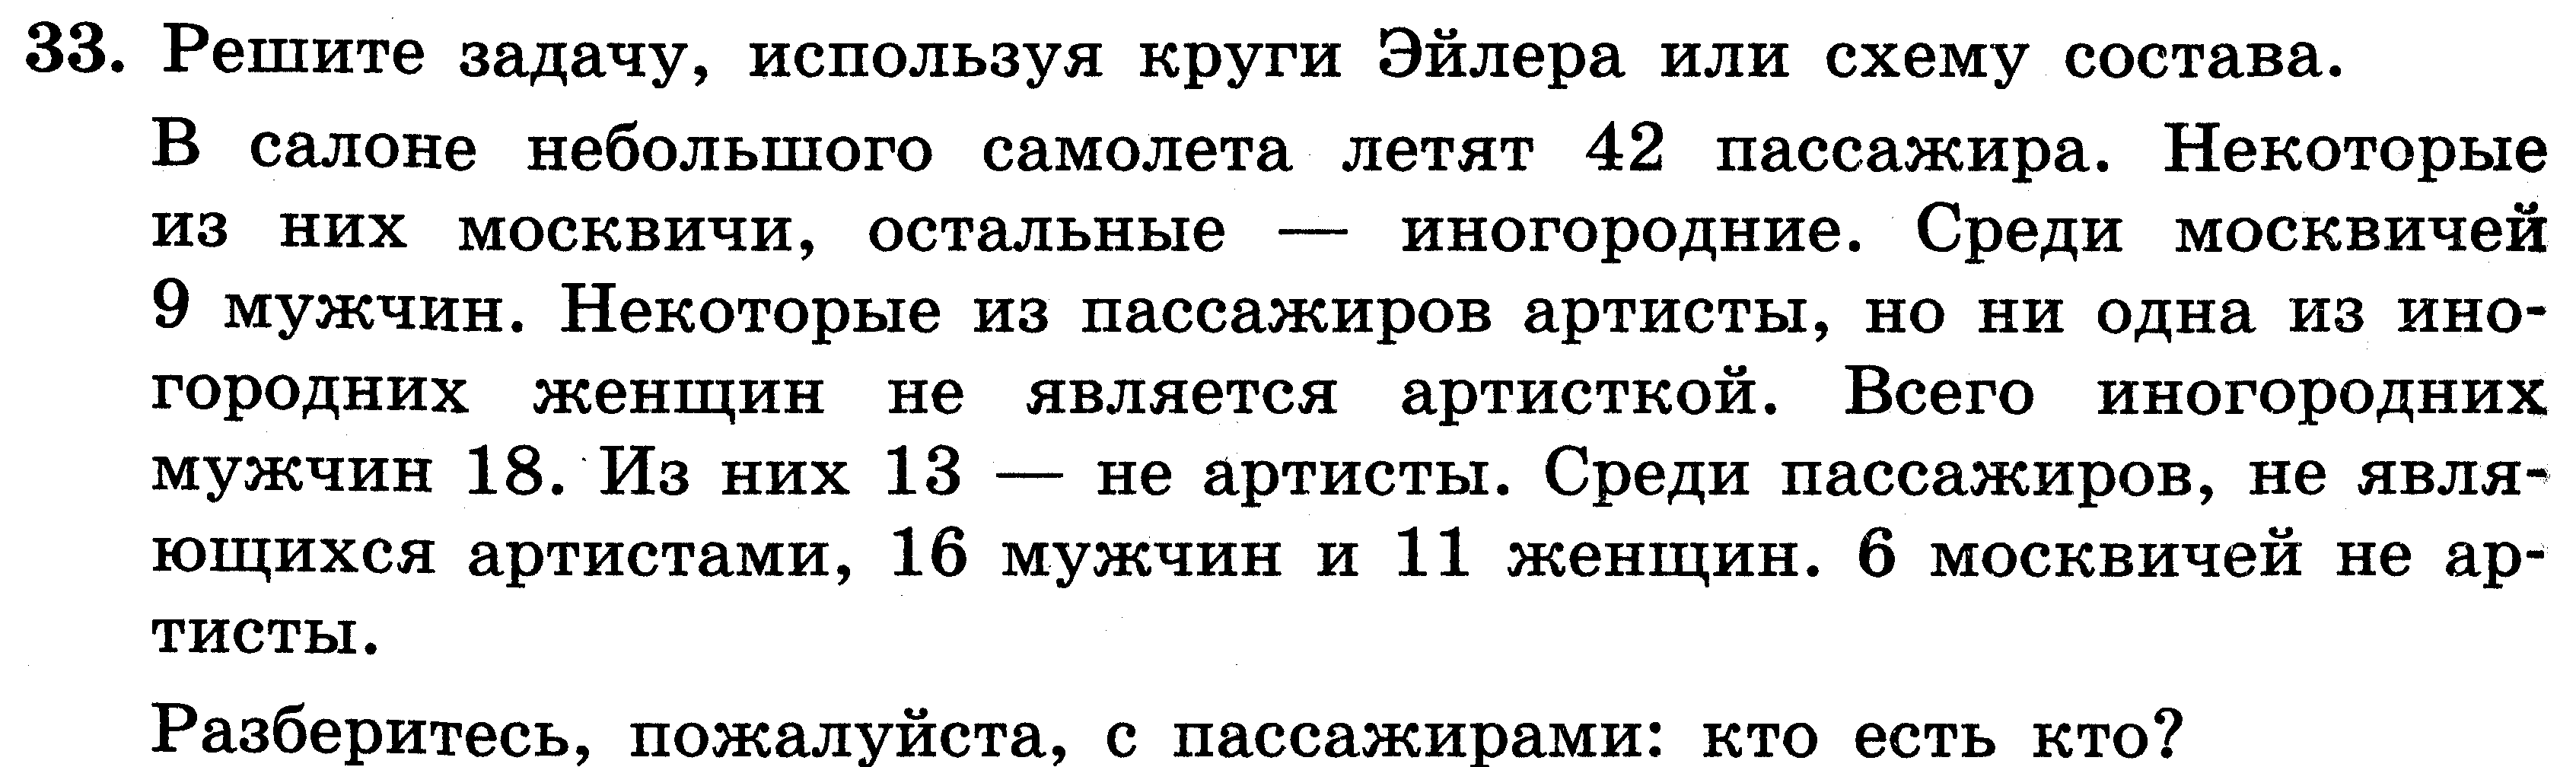 33. Решите задачу, используя круги Эйлера или схему состава.
В салоне небольшого самолета летят 42 пассажира. Некоторые
из них москвичи, остальные — иногородние. Среди москвичей
9 мужчин. Некоторые из пассажиров артисты, но ни одна из ино-
городних женщин не является артисткой. Всего иногородних
мужчин 18. Из них 13 — не артисты. Среди пассажиров, не явля-
ющихся артистами, 16 мужчин и 11 женщин. 6 москвичей не ар-
тисты.
Разберитесь, пожалуйста, с пассажирами: кто есть кто?